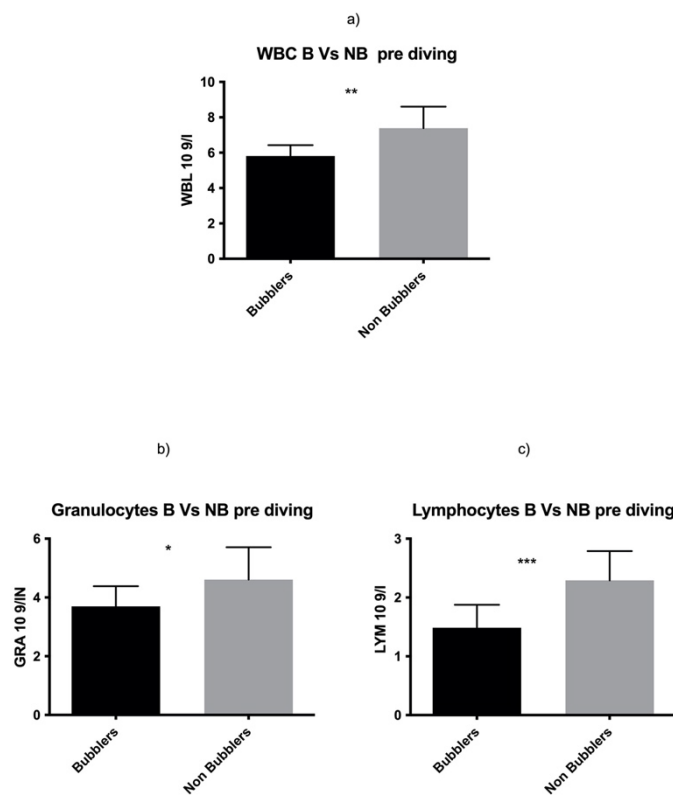 a)
WBC B Vs NB  pre diving
10
8
6
4
2
0
WBL 10 9/l
**
Bubblers
Non Bubblers
b)
Granulocytes B Vs NB pre diving
6
4
2
0
GRA 10 9/IN
*
Bubblers
Non Bubblers
c)
Lymphocytes B Vs NB pre diving
3
2
1
0
LYM 10 9/l
***
Bubblers
Non Bubblers